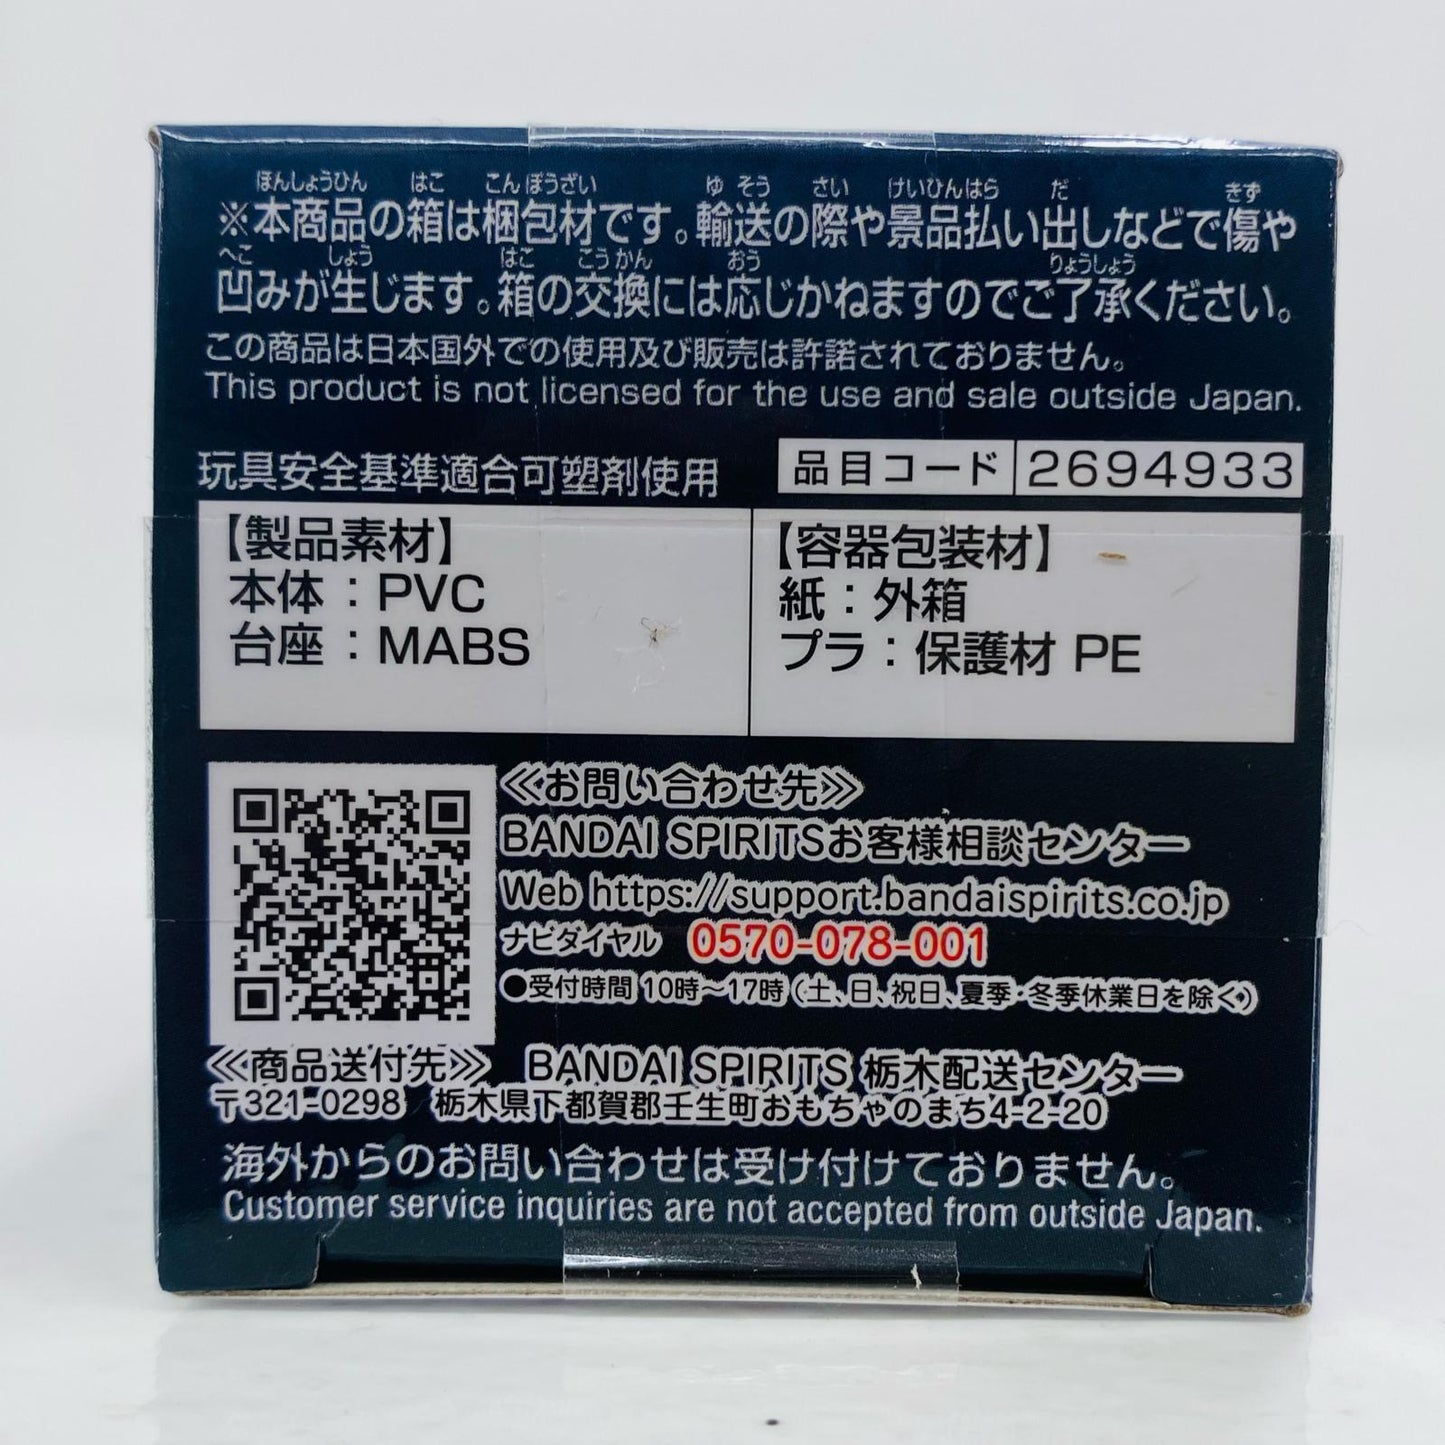 ※本商品の箱は梱包材です。輸送の際や景品払い出しなどで傷や
凹みが生じます。箱の交換には応じかねますのでご了承ください。
この商品は日本国外での使用及び販売は許諾されておりません。
This product is not licensed for the use and sale outside Japan.
玩具安全基準適合可塑剤使用
品目コード 2694933
【製品素材】
本体：PVC
台座：MABS
【容器包装材】
紙：外箱
プラ：保護材 PE
≪お問い合わせ先≫
BANDAI SPIRITSお客様相談センター
Web https://support.bandaispirits.co.jp
ナビダイヤル 0570-078-001
●受付時間 10時～17時（土、日、祝日、夏季・冬季休業日を除く）
≪商品送付先≫ BANDAI SPIRITS 栃木配送センター
〒321-0298 栃木県下都賀郡壬生町おもちゃのまち4-2-20
海外からのお問い合わせは受け付けておりません。
Customer service inquiries are not accepted from outside Japan.